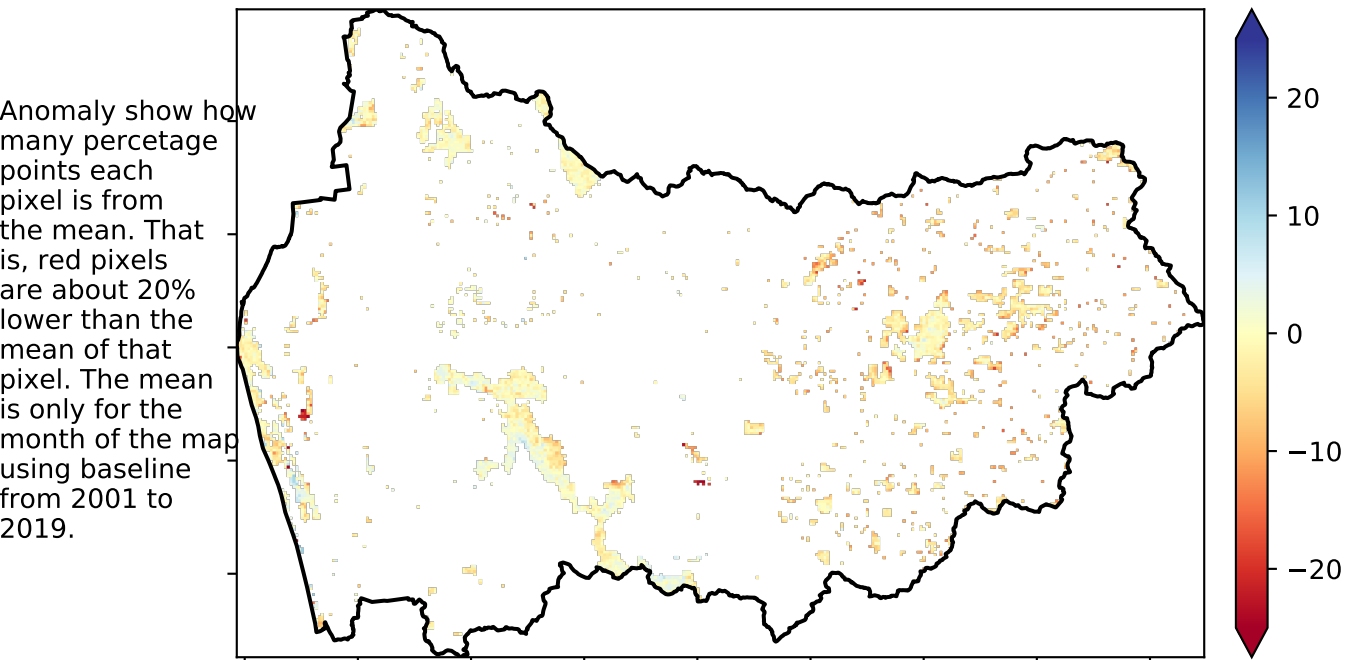 Anomaly show how
many percetage
points each
pixel is from
the mean. That
is, red pixels
are about 20%
lower than the
mean of that
pixel. The mean
is only for the
month of the map
using baseline
from 2001 to
2019.
20
10
0
−10
−20